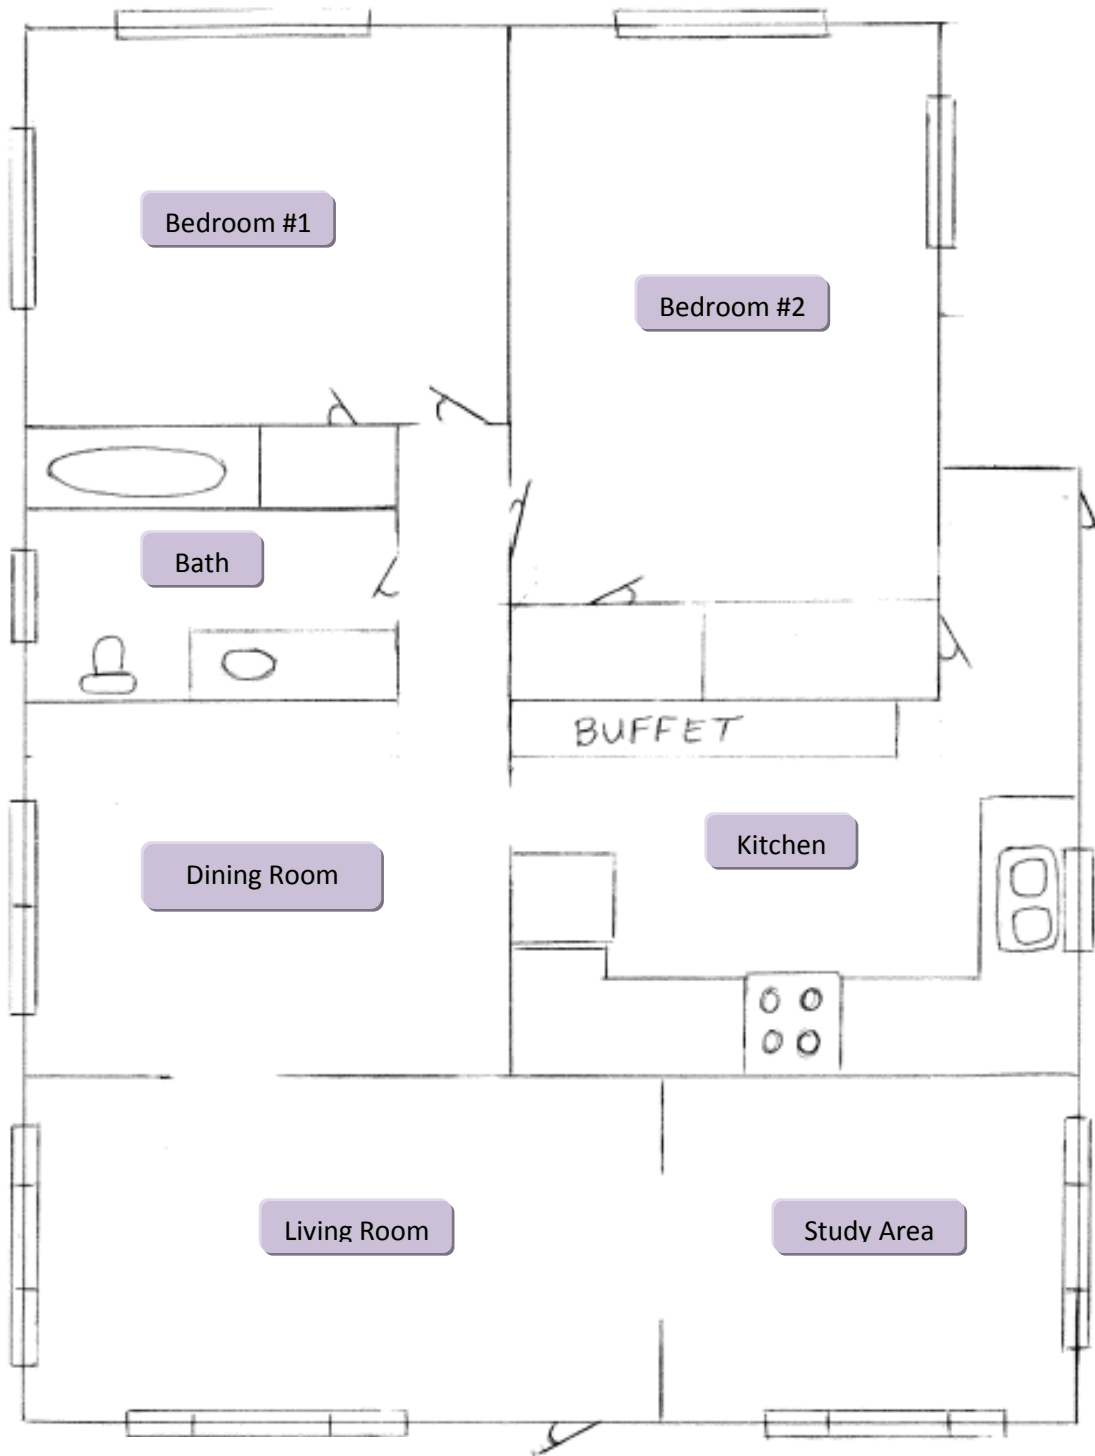 Bedroom #1
Bedroom #2
Bath
BUFFET
Kitchen
Dining Room
Living Room
Study Area